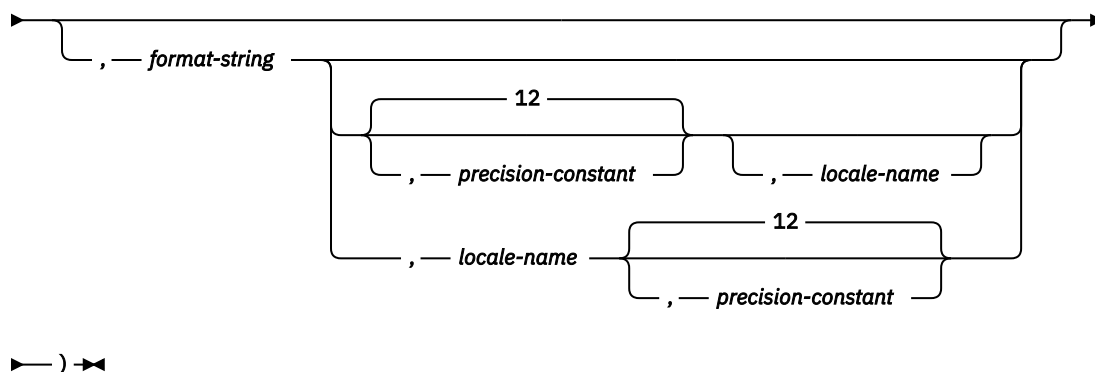 , format-string
12
, precision-constant , locale-name
12
, locale-name
, precision-constant
)